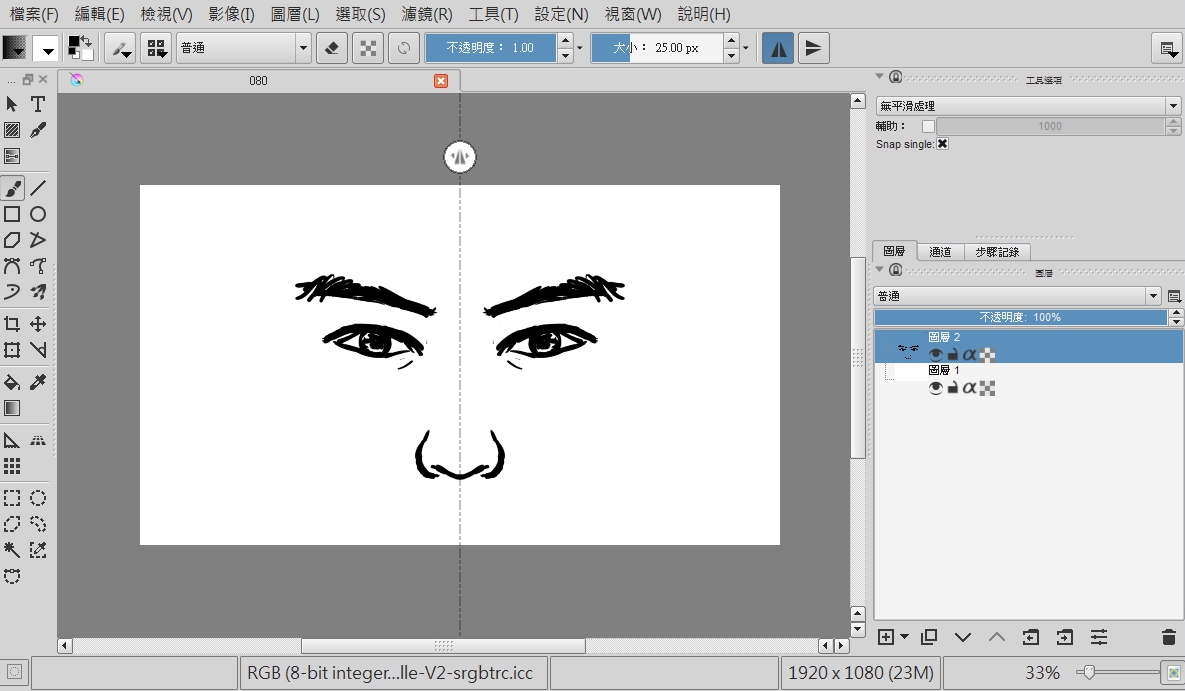 檔案(F) 編輯(E) 檢視(V) 影像(I) 圖層(L) 選取(S) 濾鏡(R) 工具(T) 設定(N) 視窗(W) 說明(H)
普通 不透明度： 1.00 大小： 25.00 px
... 080
工具選項
無平滑處理
輔助： 1000
Snap single:
圖層 通道 步驟記錄
圖層
普通
不透明度: 100%
圖層 2
圖層 1
RGB (8-bit integer...lle-V2-srgbtrc.icc 1920 x 1080 (23M) 33%